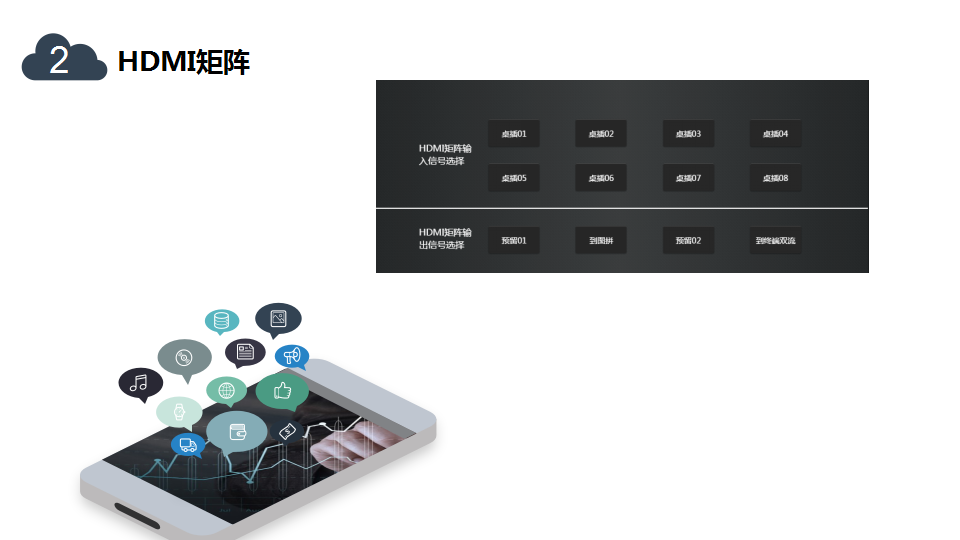 2
HDMI矩阵
HDMI矩阵输
入信号选择
桌插01 桌插02 桌插03 桌插04
桌插05 桌插06 桌插07 桌插08
HDMI矩阵输
出信号选择
预留01 到图拼 预留02 到终端双流